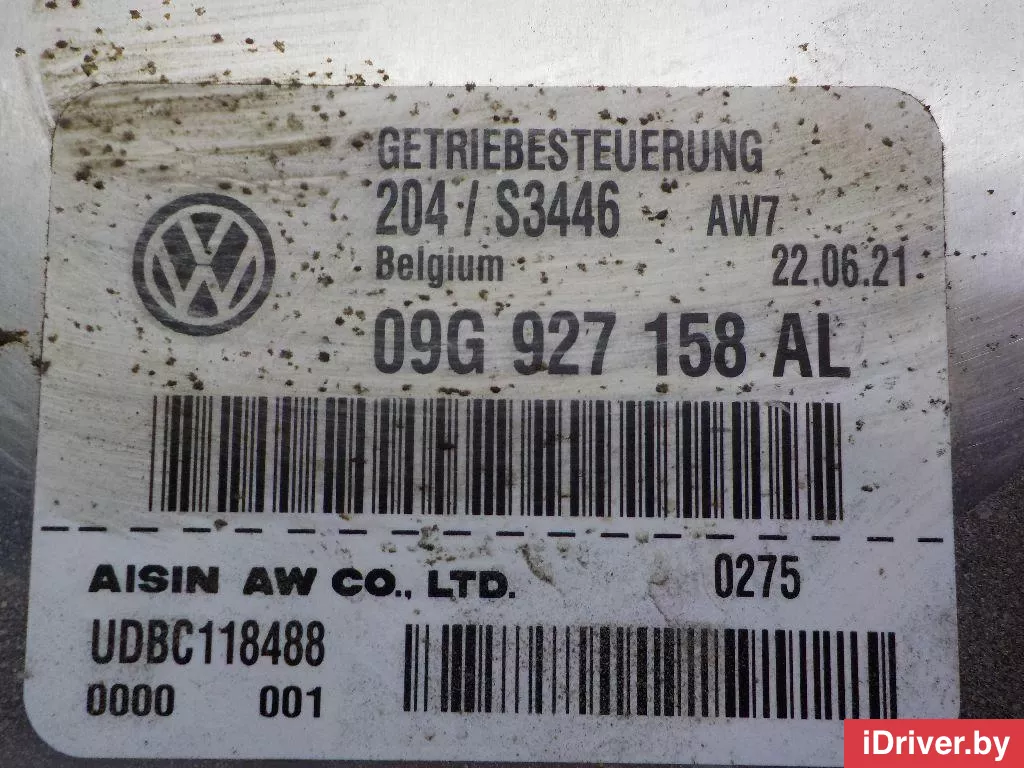 GETRIEBESTEUERUNG
204 / S3446 AW7
Belgium 22.06.21
09G 927 158 AL
AISIN AW CO., LTD. 0275
UDBC118488
0000 001
iDriver.by